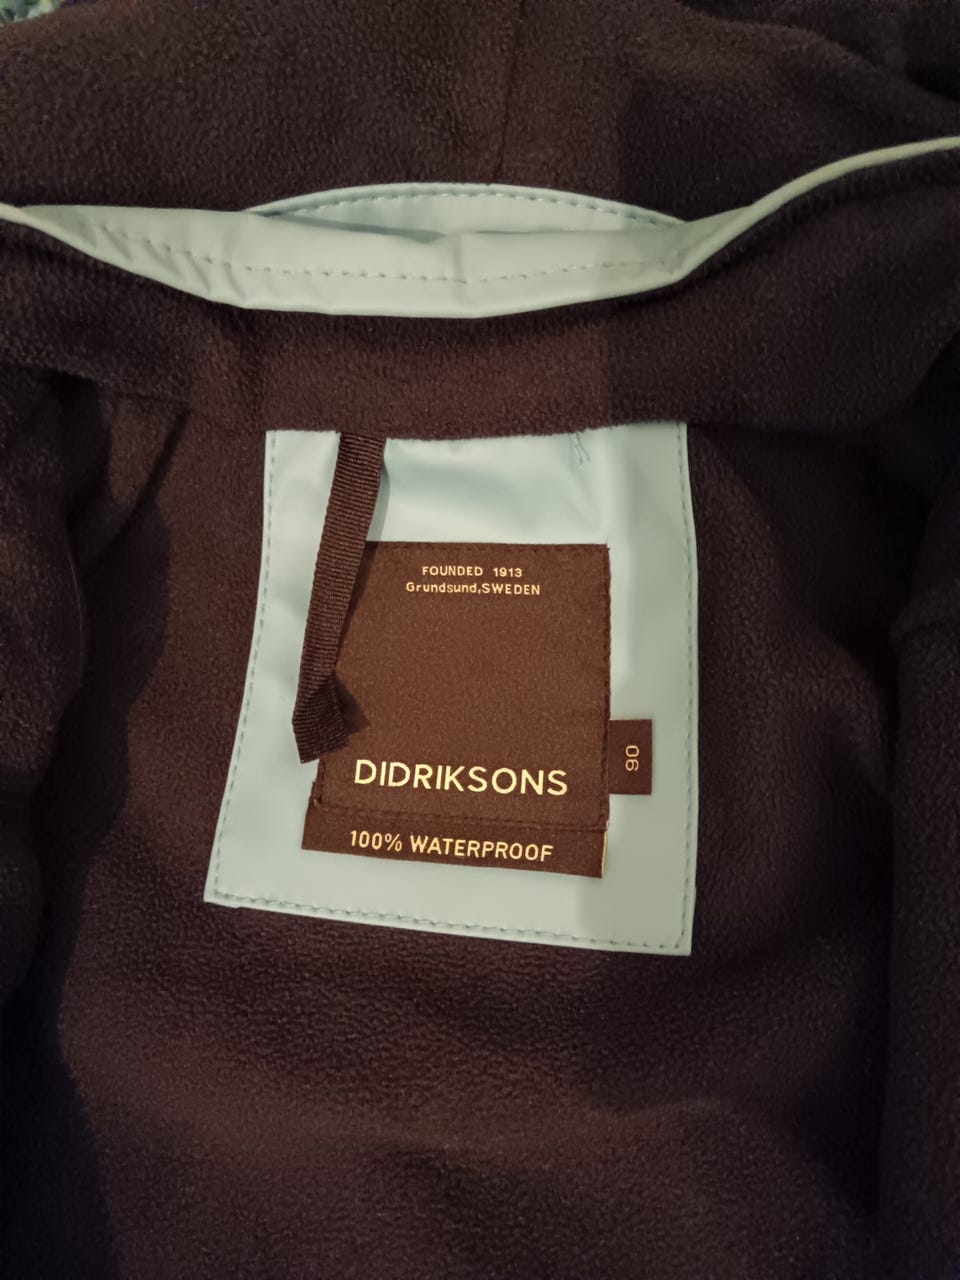 FOUNDED 1913
Grundsund,SWEDEN
DIDRIKSONS
90
100% WATERPROOF